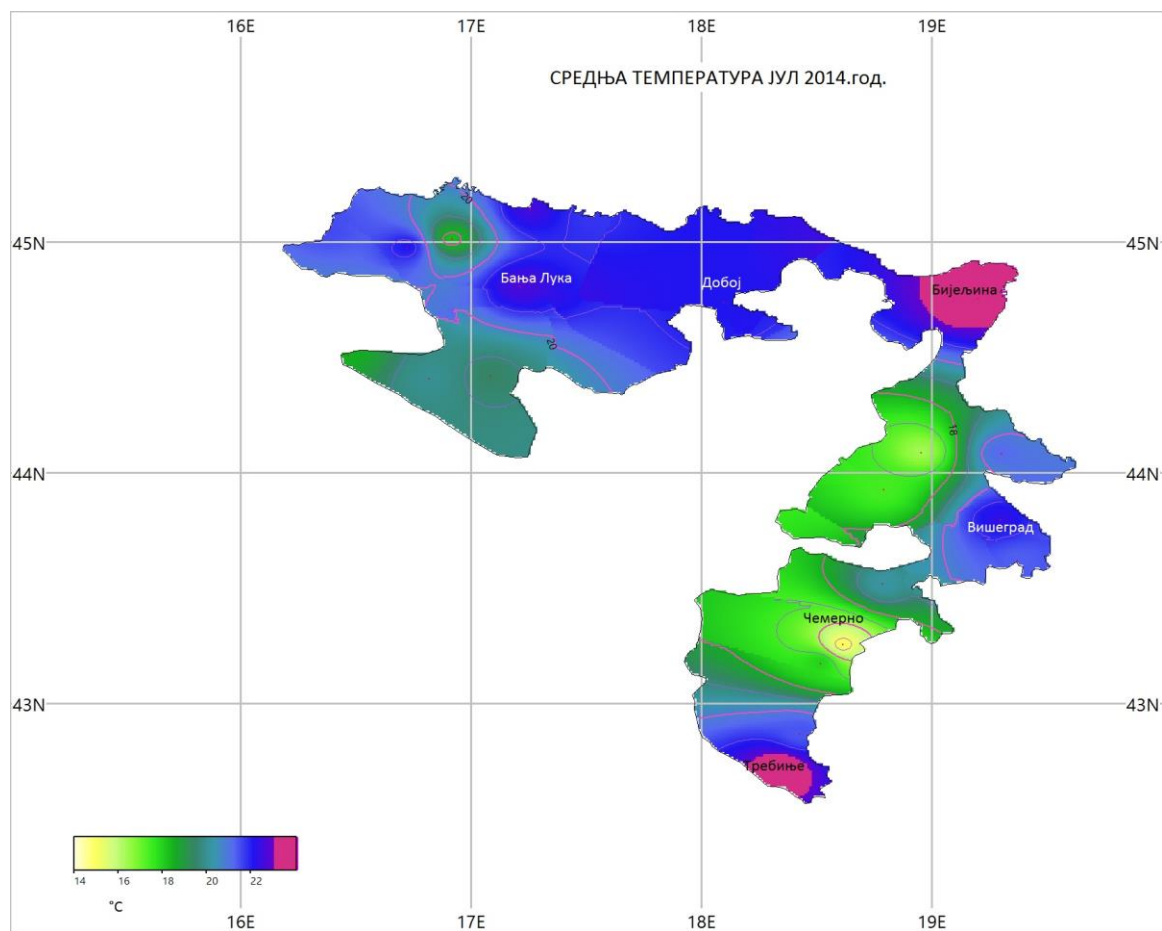 16E 17E 18E 19E
СРЕДЊА ТЕМПЕРАТУРА ЈУЛ 2014.год.
20
45N 45N
Бања Лука Добој Бијељина
20
18
44N 44N
Вишеград
Чемерно
43N 43N
Требиње
14 16 18 20 22
°C
16E 17E 18E 19E